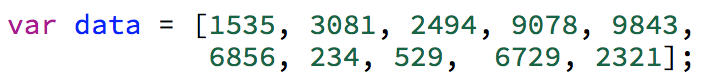 var data = [1535, 3081, 2494, 9078, 9843,
6856, 234, 529, 6729, 2321];